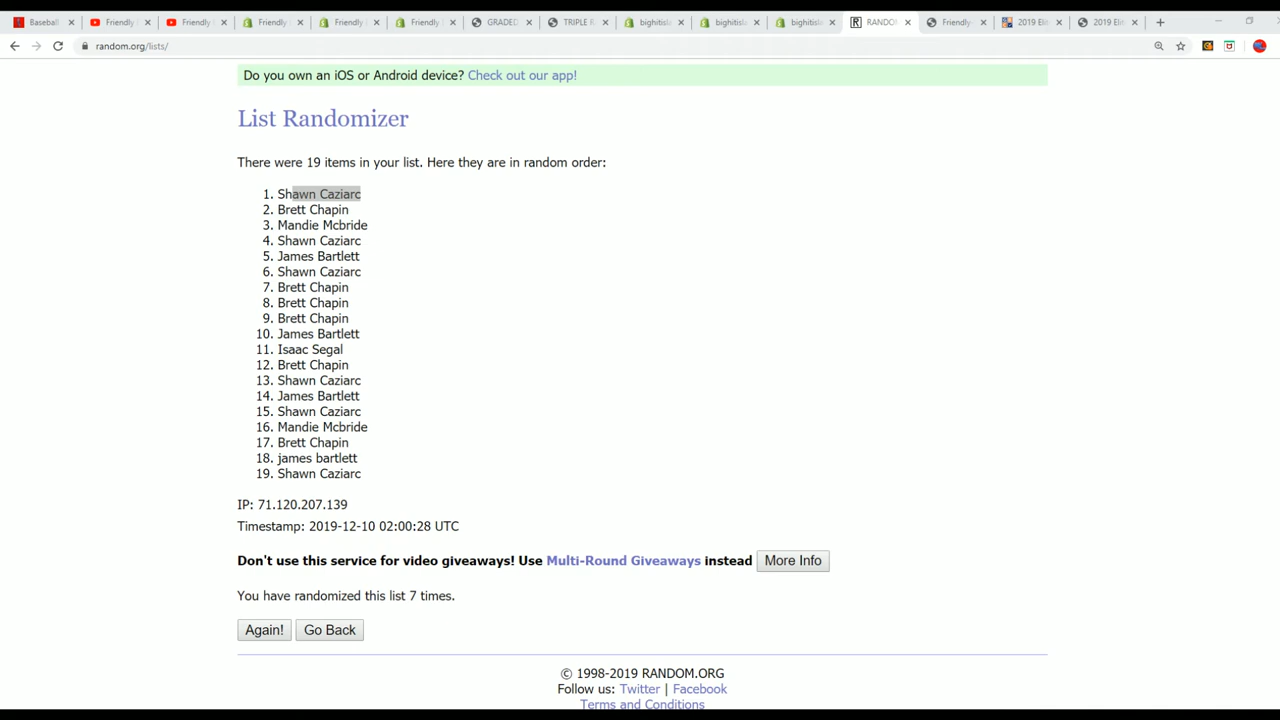 Baseball
Friendly
Friendly
Friendly
Friendly
Friendly
GRADED
TRIPLE R
bighitisla
bighitisla
bighitisla
RANDO
Friendly-
2019 Elit
2019 Elit
random.org/lists/
Do you own an iOS or Android device? Check out our app!
List Randomizer
There were 19 items in your list. Here they are in random order:
1. Shawn Caziarc
2. Brett Chapin
3. Mandie Mcbride
4. Shawn Caziarc
5. James Bartlett
6. Shawn Caziarc
7. Brett Chapin
8. Brett Chapin
9. Brett Chapin
10. James Bartlett
11. Isaac Segal
12. Brett Chapin
13. Shawn Caziarc
14. James Bartlett
15. Shawn Caziarc
16. Mandie Mcbride
17. Brett Chapin
18. james bartlett
19. Shawn Caziarc
IP: 71.120.207.139
Timestamp: 2019-12-10 02:00:28 UTC
Don't use this service for video giveaways! Use Multi-Round Giveaways instead More Info
You have randomized this list 7 times.
Again! Go Back
© 1998-2019 RANDOM.ORG
Follow us: Twitter | Facebook
Terms and Conditions